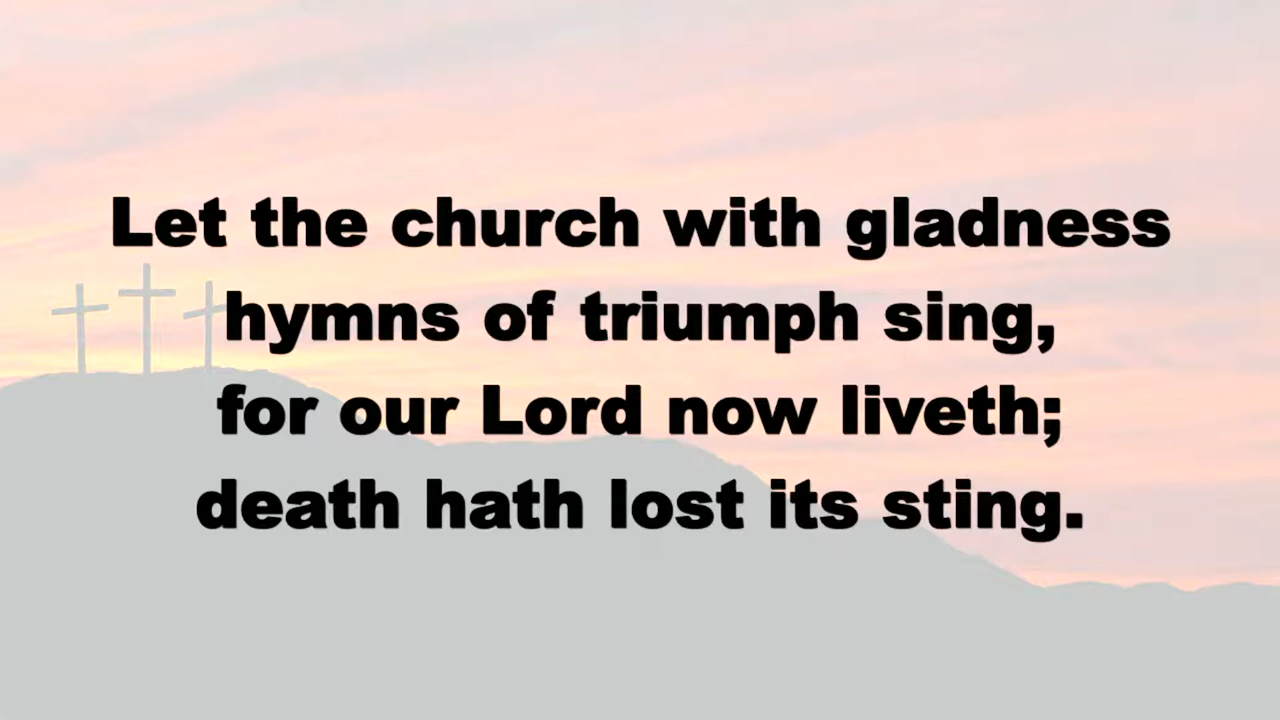 Let the church with gladness
hymns of triumph sing,
for our Lord now liveth;
death hath lost its sting.